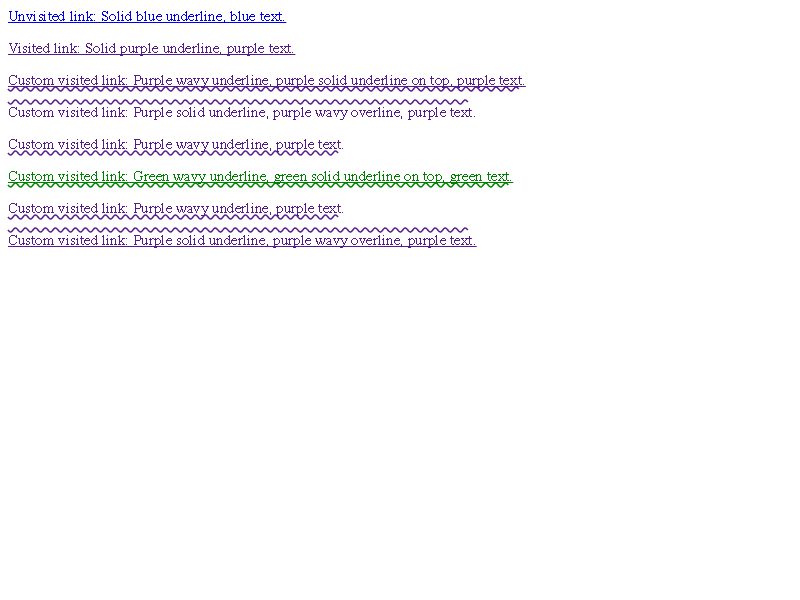 Unvisited link: Solid blue underline, blue text.
Visited link: Solid purple underline, purple text.
Custom visited link: Purple wavy underline, purple solid underline on top, purple text.
Custom visited link: Purple solid underline, purple wavy overline, purple text.
Custom visited link: Purple wavy underline, purple text.
Custom visited link: Green wavy underline, green solid underline on top, green text.
Custom visited link: Purple wavy underline, purple text.
Custom visited link: Purple solid underline, purple wavy overline, purple text.